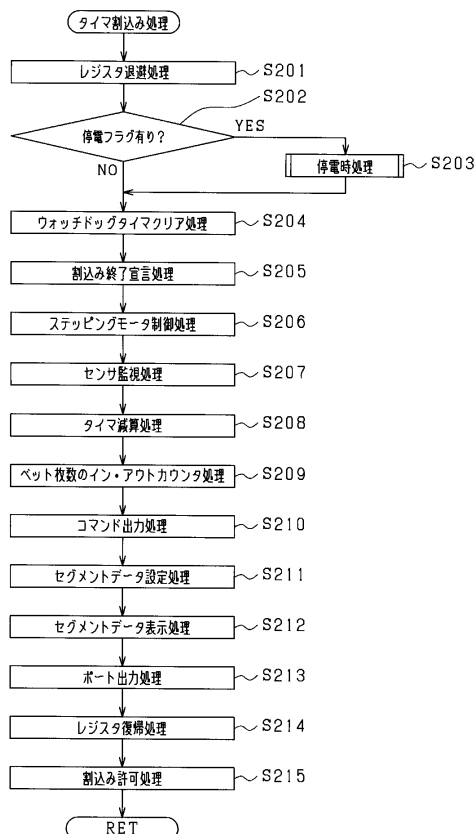 タイマ割込み処理
レジスタ退避処理 S201
停電フラグ有り? S202
YES
NO
停電時処理 S203
ウォッチドッグタイマクリア処理 S204
割込み終了宣言処理 S205
ステッピングモータ制御処理 S206
センサ監視処理 S207
タイマ減算処理 S208
ベット枚数のイン・アウトカウンタ処理 S209
コマンド出力処理 S210
セグメントデータ設定処理 S211
セグメントデータ表示処理 S212
ポート出力処理 S213
レジスタ復帰処理 S214
割込み許可処理 S215
RET